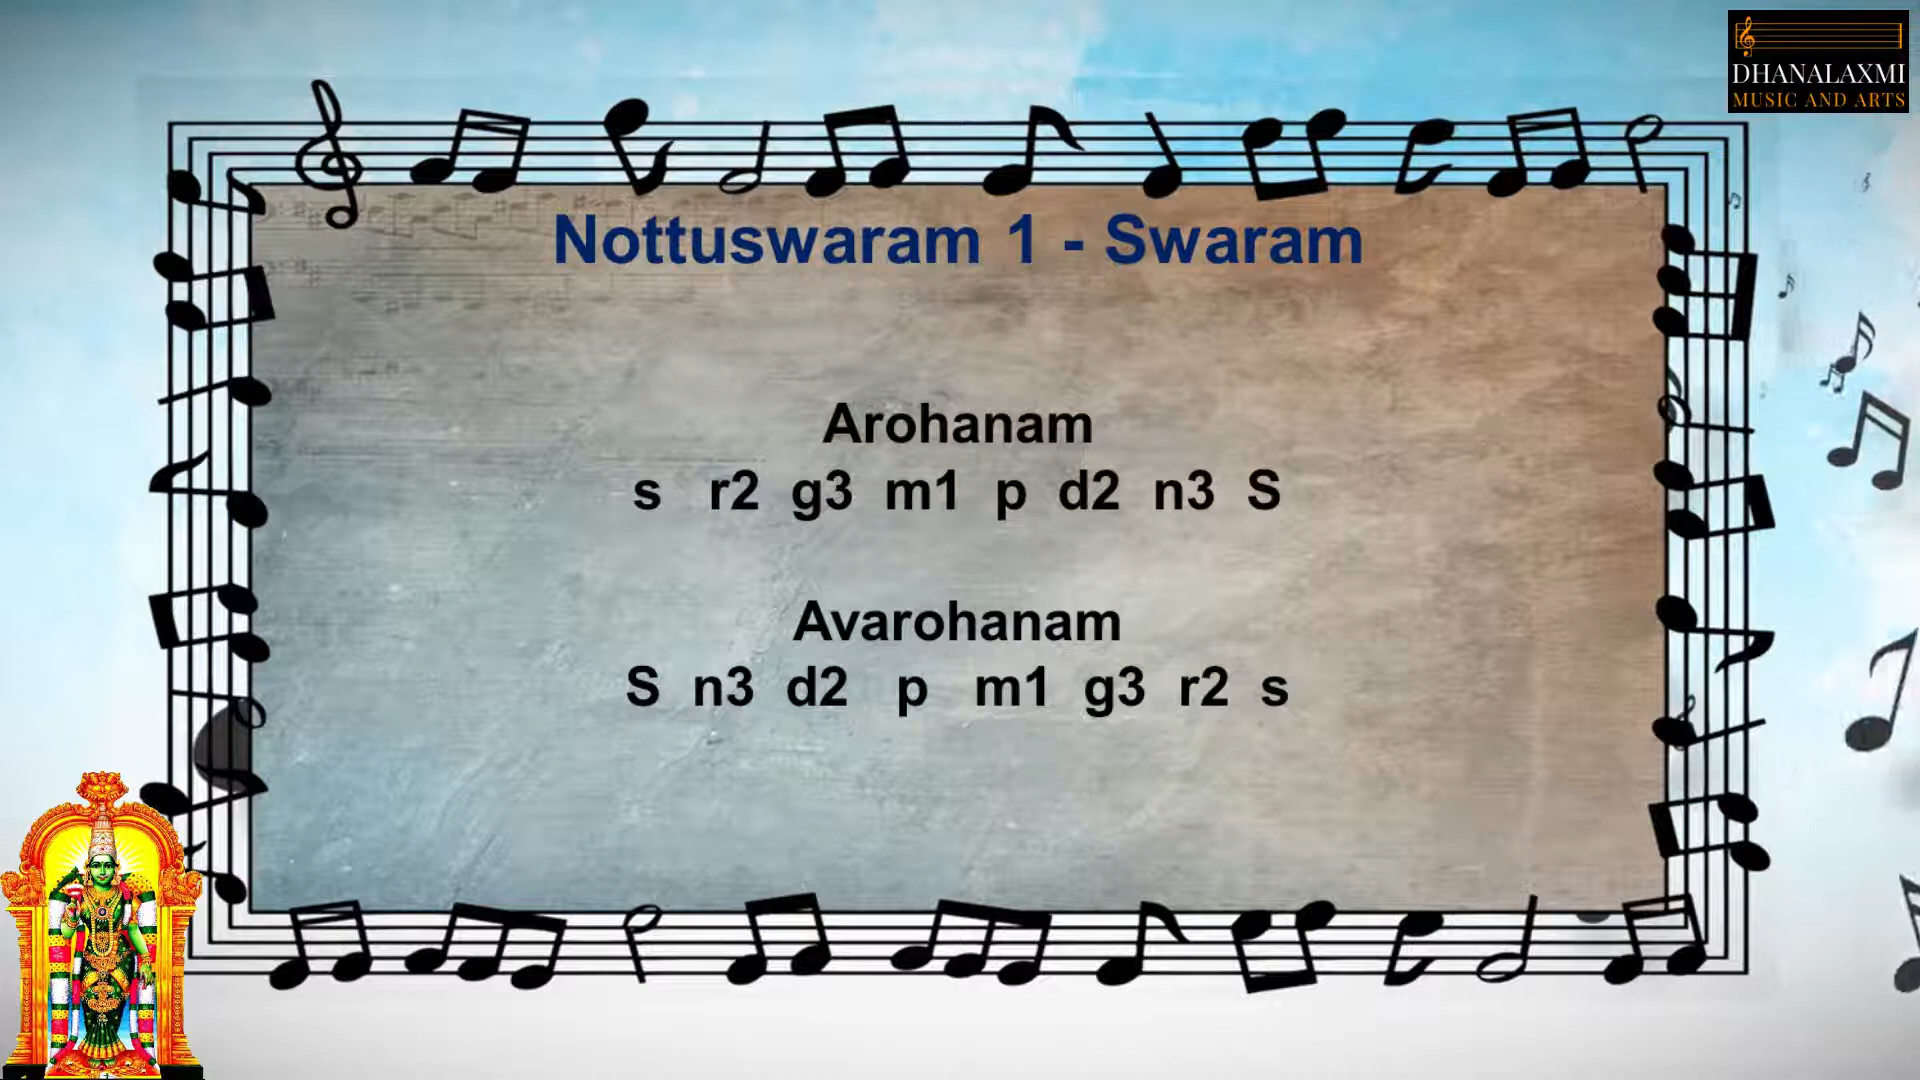 DHANALAXMI
MUSIC AND ARTS
Nottuswaram 1 - Swaram
Arohanam
s r2 g3 m1 p d2 n3 S
Avarohanam
S n3 d2 p m1 g3 r2 s